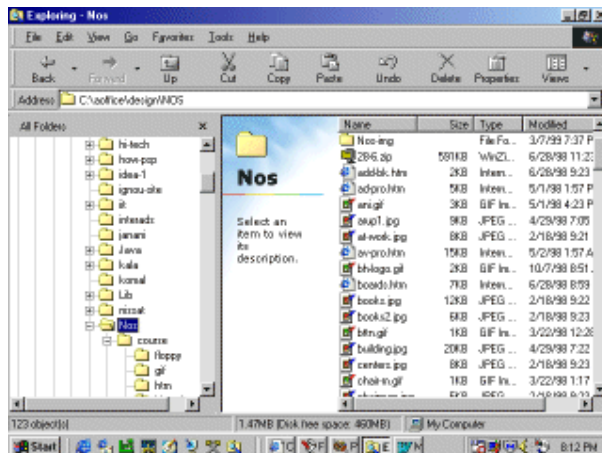 Exploring - Nos
File Edit View Go Favorites Tools Help
Back Forward Up Cut Copy Paste Undo Delete Properties Views
Address C:\aoffice\design\NOS
All Folders
hi-tech
how-pop
idea-1
ignou-site
iit
interads
janani
Java
kala
komal
Lib
nissat
Nos
course
floppy
gif
htm
Nos
Select an
item to view
its
description.
Name Size Type Modified
Nos-img File Fo... 3/7/99 7:37 P
28-6.zip 591KB WinZi... 6/28/98 11:23
add-bk.htm 2KB Intern... 6/28/98 9:23
ad-pro.htm 5KB Intern... 5/1/98 1:57 P
ani.gif 3KB GIF Im... 5/1/98 4:23 P
arup1.jpg 9KB JPEG ... 4/29/98 7:05
at-work.jpg 8KB JPEG ... 2/18/98 9:21
av-pro.htm 15KB Intern... 5/2/98 1:57 A
bh-logo.gif 2KB GIF Im... 10/7/98 8:51
boards.htm 7KB Intern... 6/28/98 8:59
books.jpg 12KB JPEG ... 2/18/98 9:22
books2.jpg 6KB JPEG ... 2/18/98 9:23
bttn.gif 1KB GIF Im... 3/22/98 12:28
building.jpg 20KB JPEG ... 4/29/98 7:22
centers.jpg 8KB JPEG ... 2/18/98 9:23
chair-m.gif 1KB GIF Im... 3/22/98 1:17
123 object(s) 1.47MB (Disk free space: 460MB) My Computer
Start C F P E N 8:12 PM